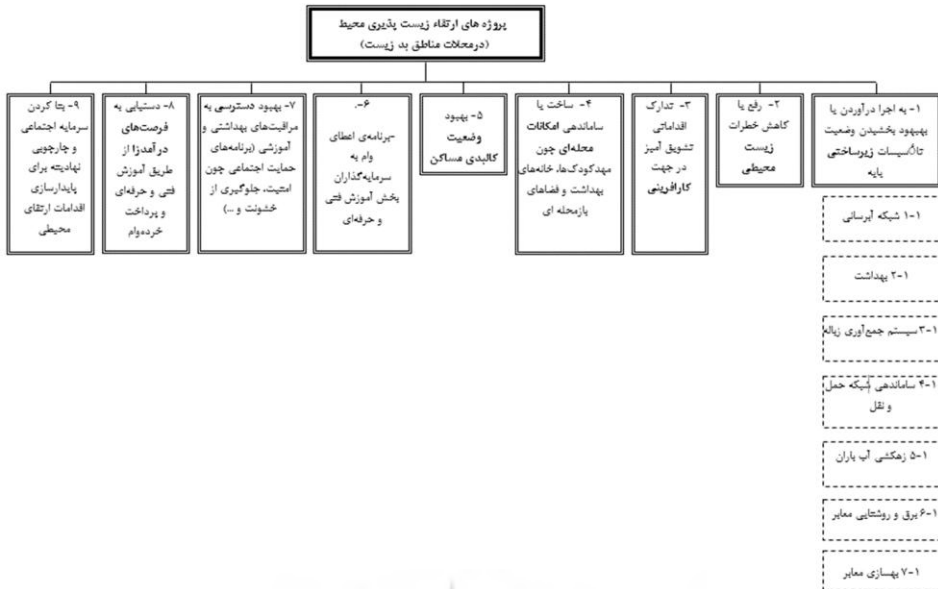 پروژه های ارتقاء زیست پذیری محیط
(درمحلات مناطق بد زیست)
۱- به اجرا درآوردن یا
بهبهود بخشیدن وضعیت
تاٴسیسات زیرساختی
پایه
۱-۱ شبکه آبرسانی
۲-۱ بهداشت
۳-۱سیستم جمع‌آوری زباله
۴-۱ ساماندهی شبکه حمل
و نقل
۵-۱ زهکشی آب باران
۶-۱ برق و روشنایی معابر
۷-۱ بهسازی معابر
۲- رفع یا
کاهش خطرات
زیست
محیطی
۳- تدارک
اقداماتی
تشویق آمیز
در جهت
کارافرینی
۴- ساخت یا
ساماندهی امکانات
محله‌ای چون
مهدکودک‌ها، خانه‌های
بهداشت و فضاهای
بازمحله ای
۵- بهبود
وضعیت
کالبدی مساکن
۶-.
-برنامه‌ی اعطای
وام به
سرمایه‌گذاران
بخش آموزش فنی
و حرفه‌ای
۷- بهبود دسترسی به
مراقبت‌های بهداشتی و
آموزشی (برنامه‌های
حمایت اجتماعی چون
امنیت، جلوگیری از
خشونت و ...)
۸- دستیابی به
فرصت‌های
درآمدزا از
طریق آموزش
فنی و حرفه‌ای
و پرداخت
خرده‌وام
۹- بنا کردن
سرمایه اجتماعی
و چارچوبی
نهادینه برای
پایدارسازی
اقدامات ارتقای
محیطی